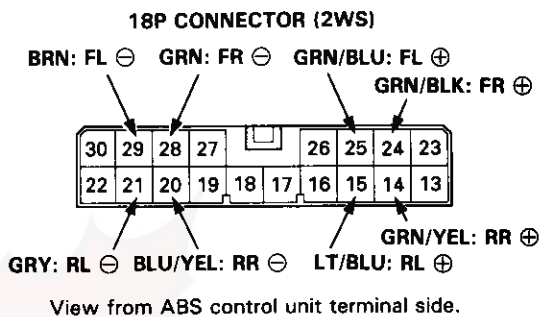 18P CONNECTOR (2WS)
BRN: FL ⊖ GRN: FR ⊖ GRN/BLU: FL ⊕
GRN/BLK: FR ⊕
30 29 28 27 26 25 24 23
22 21 20 19 18 17 16 15 14 13
GRN/YEL: RR ⊕
GRY: RL ⊖ BLU/YEL: RR ⊖ LT/BLU: RL ⊕
View from ABS control unit terminal side.